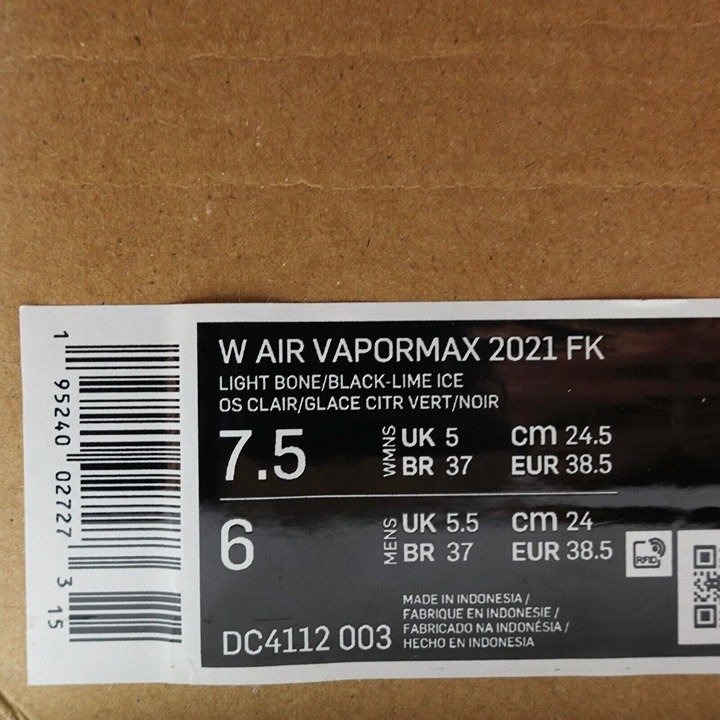 W AIR VAPORMAX 2021 FK
LIGHT BONE/BLACK-LIME ICE
OS CLAIR/GLACE CITR VERT/NOIR
7.5 WMNS UK 5 cm 24.5
BR 37 EUR 38.5
6 MENS UK 5.5 cm 24
BR 37 EUR 38.5
RFID
DC4112 003
MADE IN INDONESIA /
FABRIQUE EN INDONESIE /
FABRICADO NA INDONÉSIA /
HECHO EN INDONESIA
1 95240 02727 3 15